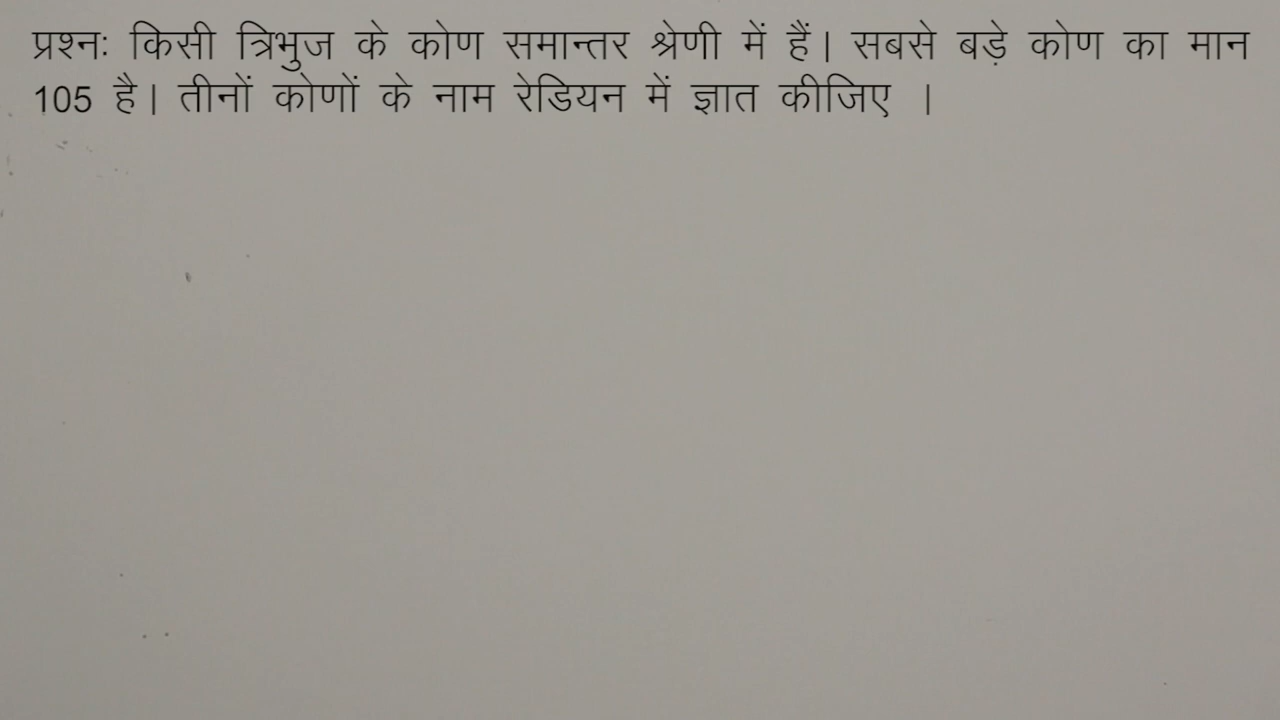 प्रश्नः किसी त्रिभुज के कोण समान्तर श्रेणी में हैं। सबसे बड़े कोण का मान
105 है। तीनों कोणों के नाम रेडियन में ज्ञात कीजिए ।